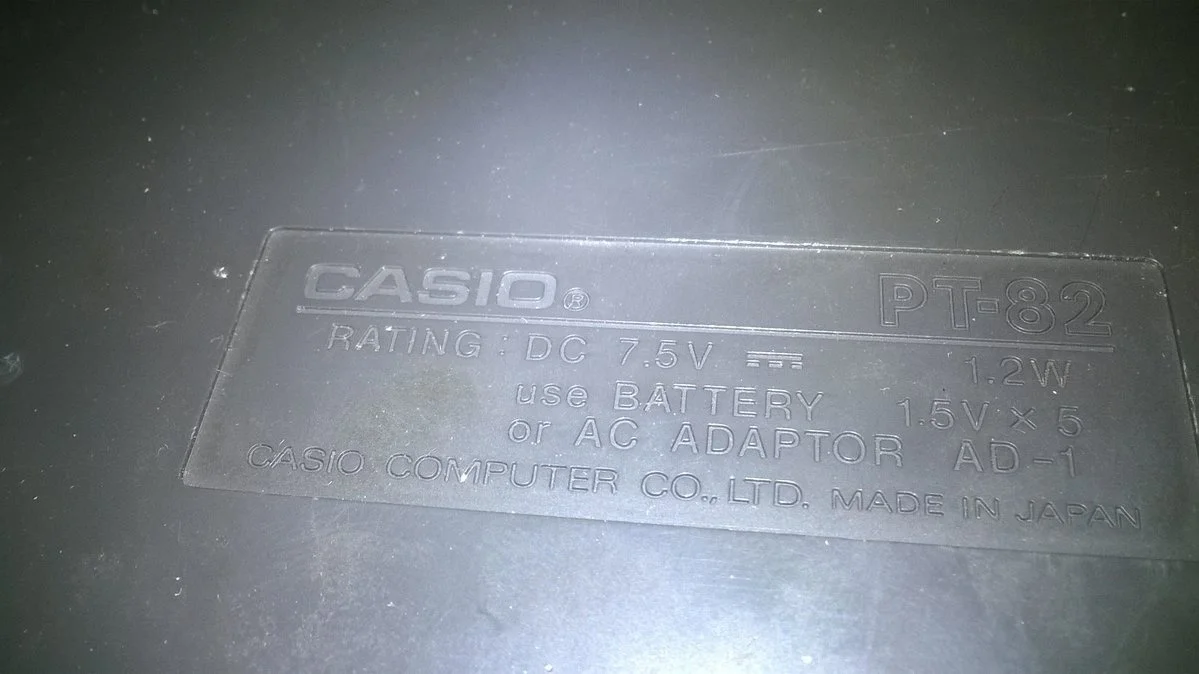 CASIO® PT-82
RATING : DC 7.5V ⎓ 1.2W
use BATTERY 1.5V × 5
or AC ADAPTOR AD-1
CASIO COMPUTER CO., LTD. MADE IN JAPAN